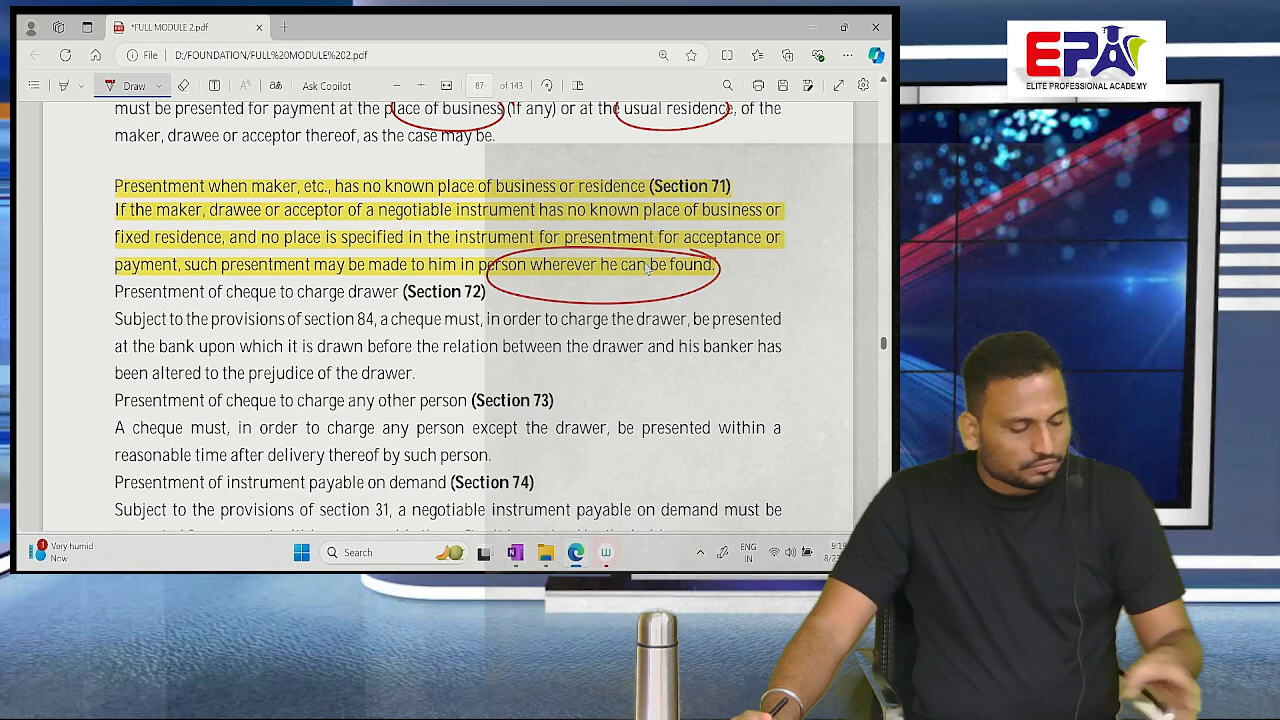 *FULL MODULE 2.pdf
File
of 143
Draw
87
must be presented for payment at the place of business (if any) or at the usual residence, of the
maker, drawee or acceptor thereof, as the case may be.
Presentment when maker, etc., has no known place of business or residence (Section 71)
If the maker, drawee or acceptor of a negotiable instrument has no known place of business or
fixed residence, and no place is specified in the instrument for presentment for acceptance or
payment, such presentment may be made to him in person wherever he can be found.
Presentment of cheque to charge drawer (Section 72)
Subject to the provisions of section 84, a cheque must, in order to charge the drawer, be presented
at the bank upon which it is drawn before the relation between the drawer and his banker has
been altered to the prejudice of the drawer.
Presentment of cheque to charge any other person (Section 73)
A cheque must, in order to charge any person except the drawer, be presented within a
reasonable time after delivery thereof by such person.
Presentment of instrument payable on demand (Section 74)
Subject to the provisions of section 31, a negotiable instrument payable on demand must be
Very humid
Now
Search
ENG
IN
EPA
ELITE PROFESSIONAL ACADEMY